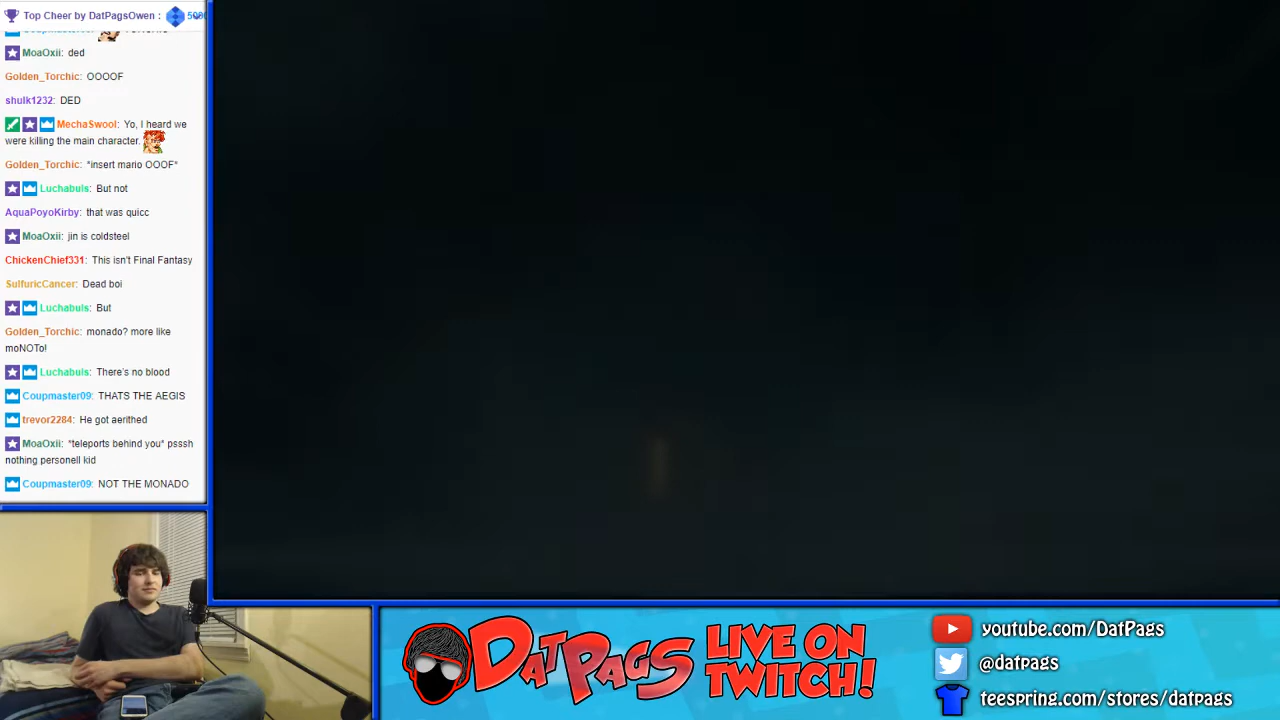 Top Cheer by DatPagsOwen :
MoaOxii: ded
Golden_Torchic: OOOOF
shulk1232: DED
MechaSwool: Yo, I heard we
were killing the main character.
Golden_Torchic: *insert mario OOOF*
Luchabuls: But not
AquaPoyoKirby: that was quicc
MoaOxii: jin is coldsteel
ChickenChief331: This isn't Final Fantasy
SulfuricCancer: Dead boi
Luchabuls: But
Golden_Torchic: monado? more like
moNOTo!
Luchabuls: There's no blood
Coupmaster09: THATS THE AEGIS
trevor2284: He got aerithed
MoaOxii: *teleports behind you* psssh
nothing personell kid
Coupmaster09: NOT THE MONADO
DATPAGS LIVE ON
TWITCH!
youtube.com/DatPags
@datpags
teespring.com/stores/datpags